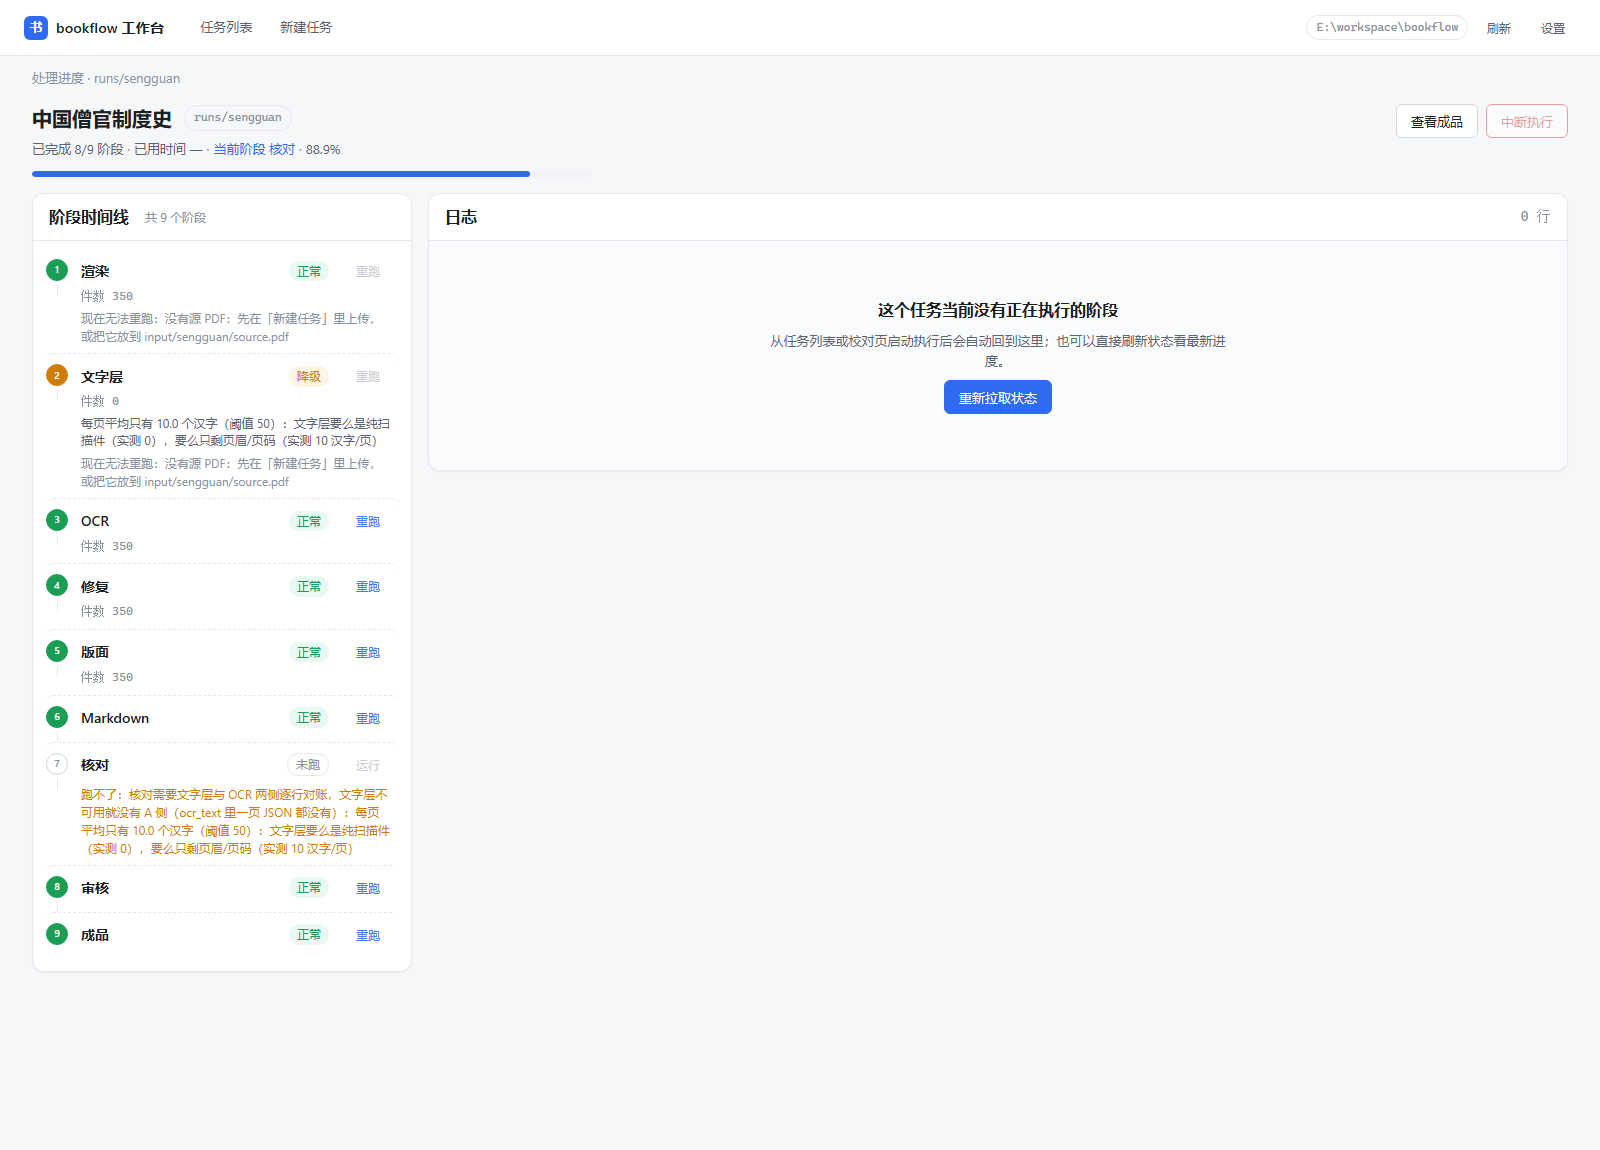 书 bookflow 工作台 任务列表 新建任务 E:\workspace\bookflow 刷新 设置
处理进度 · runs/sengguan
中国僧官制度史 runs/sengguan 查看成品 中断执行
已完成 8/9 阶段 · 已用时间 — · 当前阶段 核对 · 88.9%
阶段时间线 共 9 个阶段
1 渲染 正常 重跑
件数 350
现在无法重跑：没有源 PDF：先在「新建任务」里上传，
或把它放到 input/sengguan/source.pdf
2 文字层 降级 重跑
件数 0
每页平均只有 10.0 个汉字（阈值 50）：文字层要么是纯扫
描件（实测 0），要么只剩页眉/页码（实测 10 汉字/页）
现在无法重跑：没有源 PDF：先在「新建任务」里上传，
或把它放到 input/sengguan/source.pdf
3 OCR 正常 重跑
件数 350
4 修复 正常 重跑
件数 350
5 版面 正常 重跑
件数 350
6 Markdown 正常 重跑
7 核对 未跑 运行
跑不了：核对需要文字层与 OCR 两侧逐行对账，文字层不
可用就没有 A 侧（ocr_text 里一页 JSON 都没有）：每页
平均只有 10.0 个汉字（阈值 50）：文字层要么是纯扫描件
（实测 0），要么只剩页眉/页码（实测 10 汉字/页）
8 审核 正常 重跑
9 成品 正常 重跑
日志 0 行
这个任务当前没有正在执行的阶段
从任务列表或校对页启动执行后会自动回到这里；也可以直接刷新状态看最新进
度。
重新拉取状态